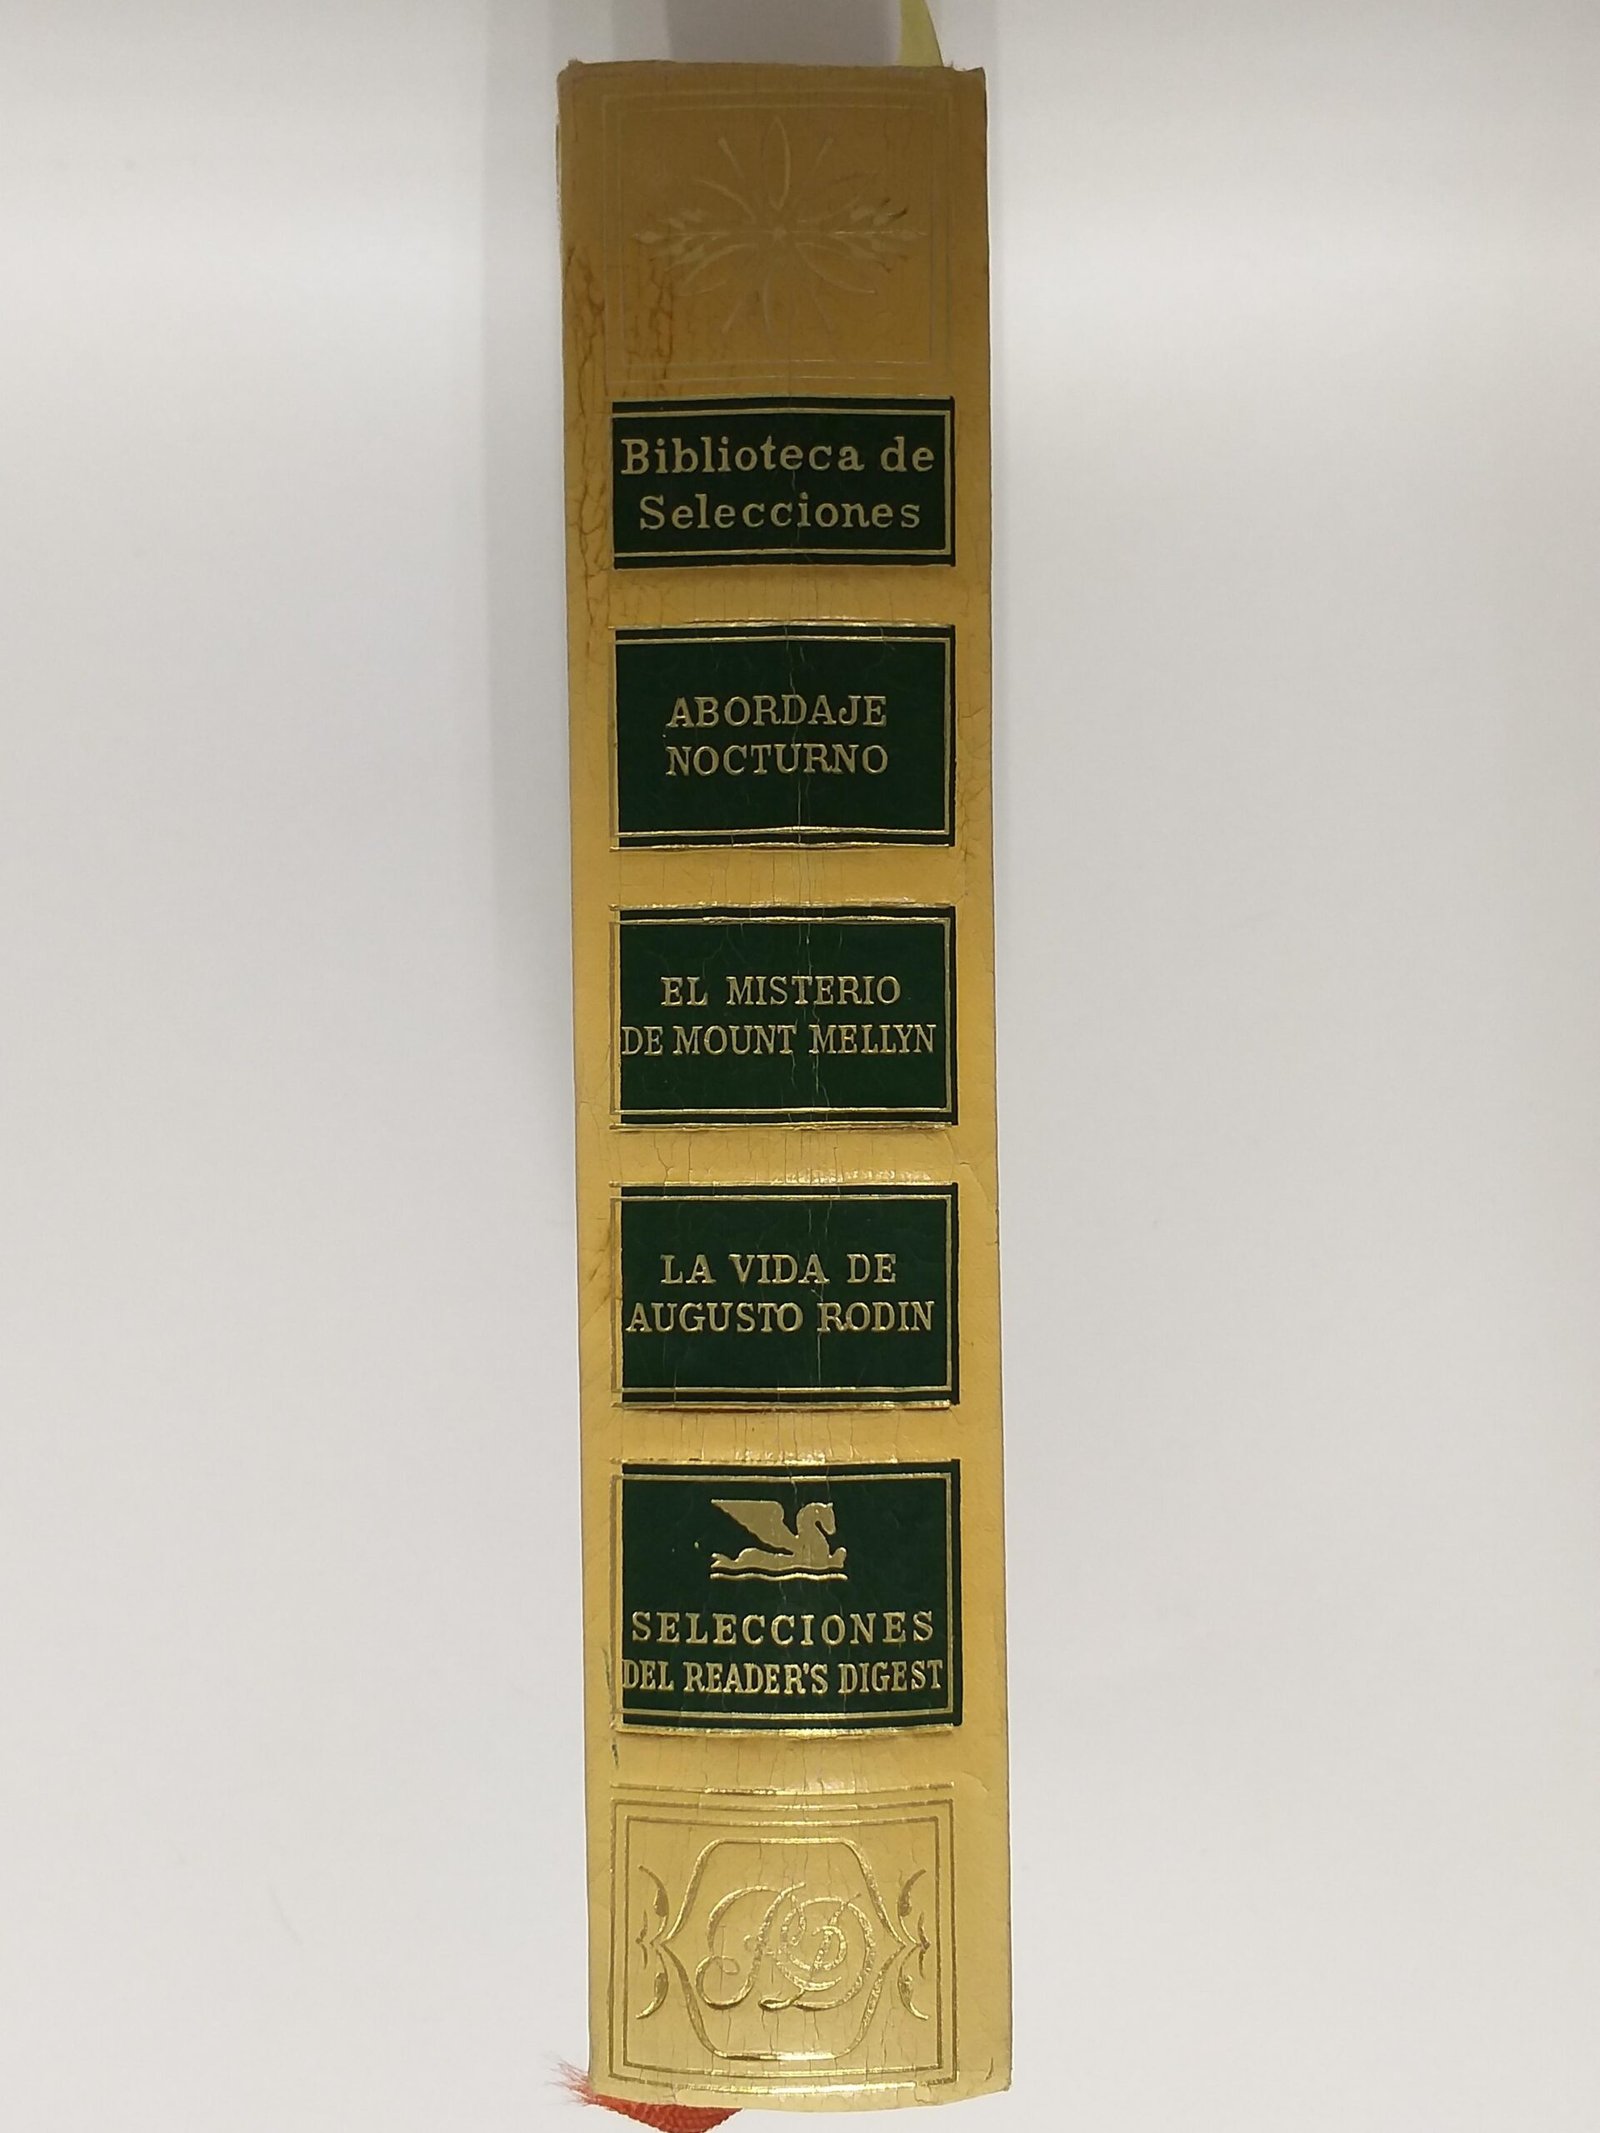 Biblioteca de
Selecciones
ABORDAJE
NOCTURNO
EL MISTERIO
DE MOUNT MELLYN
LA VIDA DE
AUGUSTO RODIN
SELECCIONES
DEL READER'S DIGEST
RD